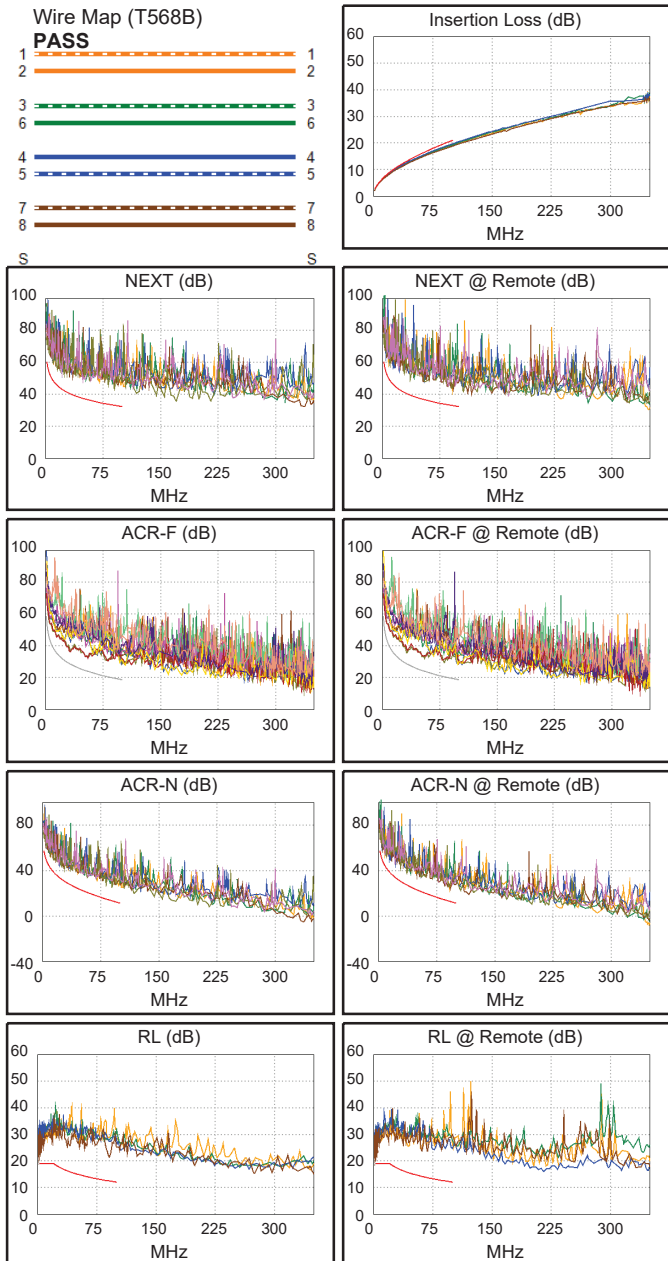 Wire Map (T568B)
PASS
1 1
2 2
3 3
6 6
4 4
5 5
7 7
8 8
S S
Insertion Loss (dB)
60
50
40
30
20
10
0
0 75 150 225 300
MHz
NEXT (dB)
100
80
60
40
20
0
0 75 150 225 300
MHz
NEXT @ Remote (dB)
100
80
60
40
20
0
0 75 150 225 300
MHz
ACR-F (dB)
100
80
60
40
20
0
0 75 150 225 300
MHz
ACR-F @ Remote (dB)
100
80
60
40
20
0
0 75 150 225 300
MHz
ACR-N (dB)
80
40
0
-40
0 75 150 225 300
MHz
ACR-N @ Remote (dB)
80
40
0
-40
0 75 150 225 300
MHz
RL (dB)
60
50
40
30
20
10
0
0 75 150 225 300
MHz
RL @ Remote (dB)
60
50
40
30
20
10
0
0 75 150 225 300
MHz